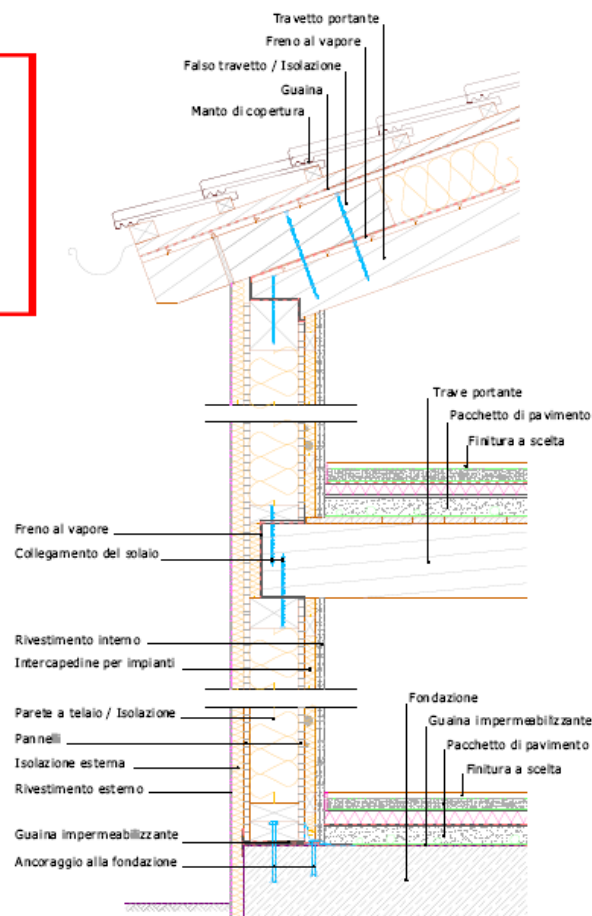 Travetto portante
Freno al vapore
Falso travetto / Isolazione
Guaina
Manto di copertura
Trave portante
Pacchetto di pavimento
Finitura a scelta
Freno al vapore
Collegamento del solaio
Rivestimento interno
Intercapedine per impianti
Parete a telaio / Isolazione
Pannelli
Isolazione esterna
Rivestimento esterno
Guaina impermeabilizzante
Ancoraggio alla fondazione
Fondazione
Guaina impermeabilizzante
Pacchetto di pavimento
Finitura a scelta